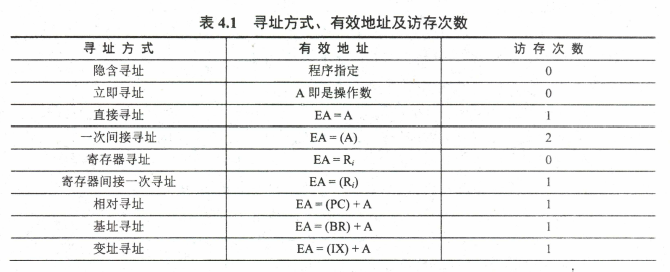 表 4.1 寻址方式、有效地址及访存次数
寻址方式 有效地址 访存次数
隐含寻址 程序指定 0
立即寻址 A 即是操作数 0
直接寻址 EA = A 1
一次间接寻址 EA = (A) 2
寄存器寻址 EA = Ri 0
寄存器间接一次寻址 EA = (Ri) 1
相对寻址 EA = (PC) + A 1
基址寻址 EA = (BR) + A 1
变址寻址 EA = (IX) + A 1